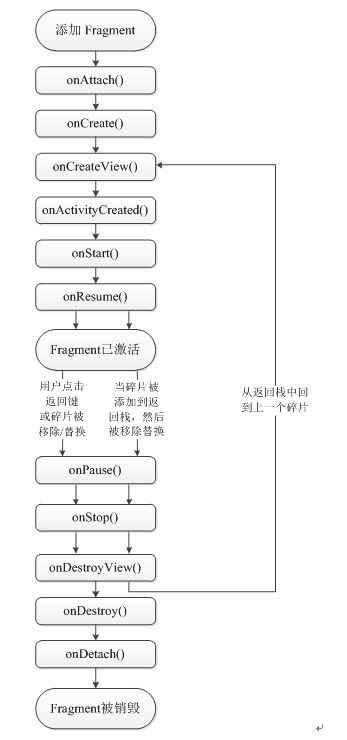 添加 Fragment
onAttach()
onCreate()
onCreateView()
onActivityCreated()
onStart()
onResume()
Fragment已激活
用户点击
返回键
或碎片被
移除/替换
当碎片被
添加到返
回栈，然后
被移除替换
从返回栈中回
到上一个碎片
onPause()
onStop()
onDestroyView()
onDestroy()
onDetach()
Fragment被销毁